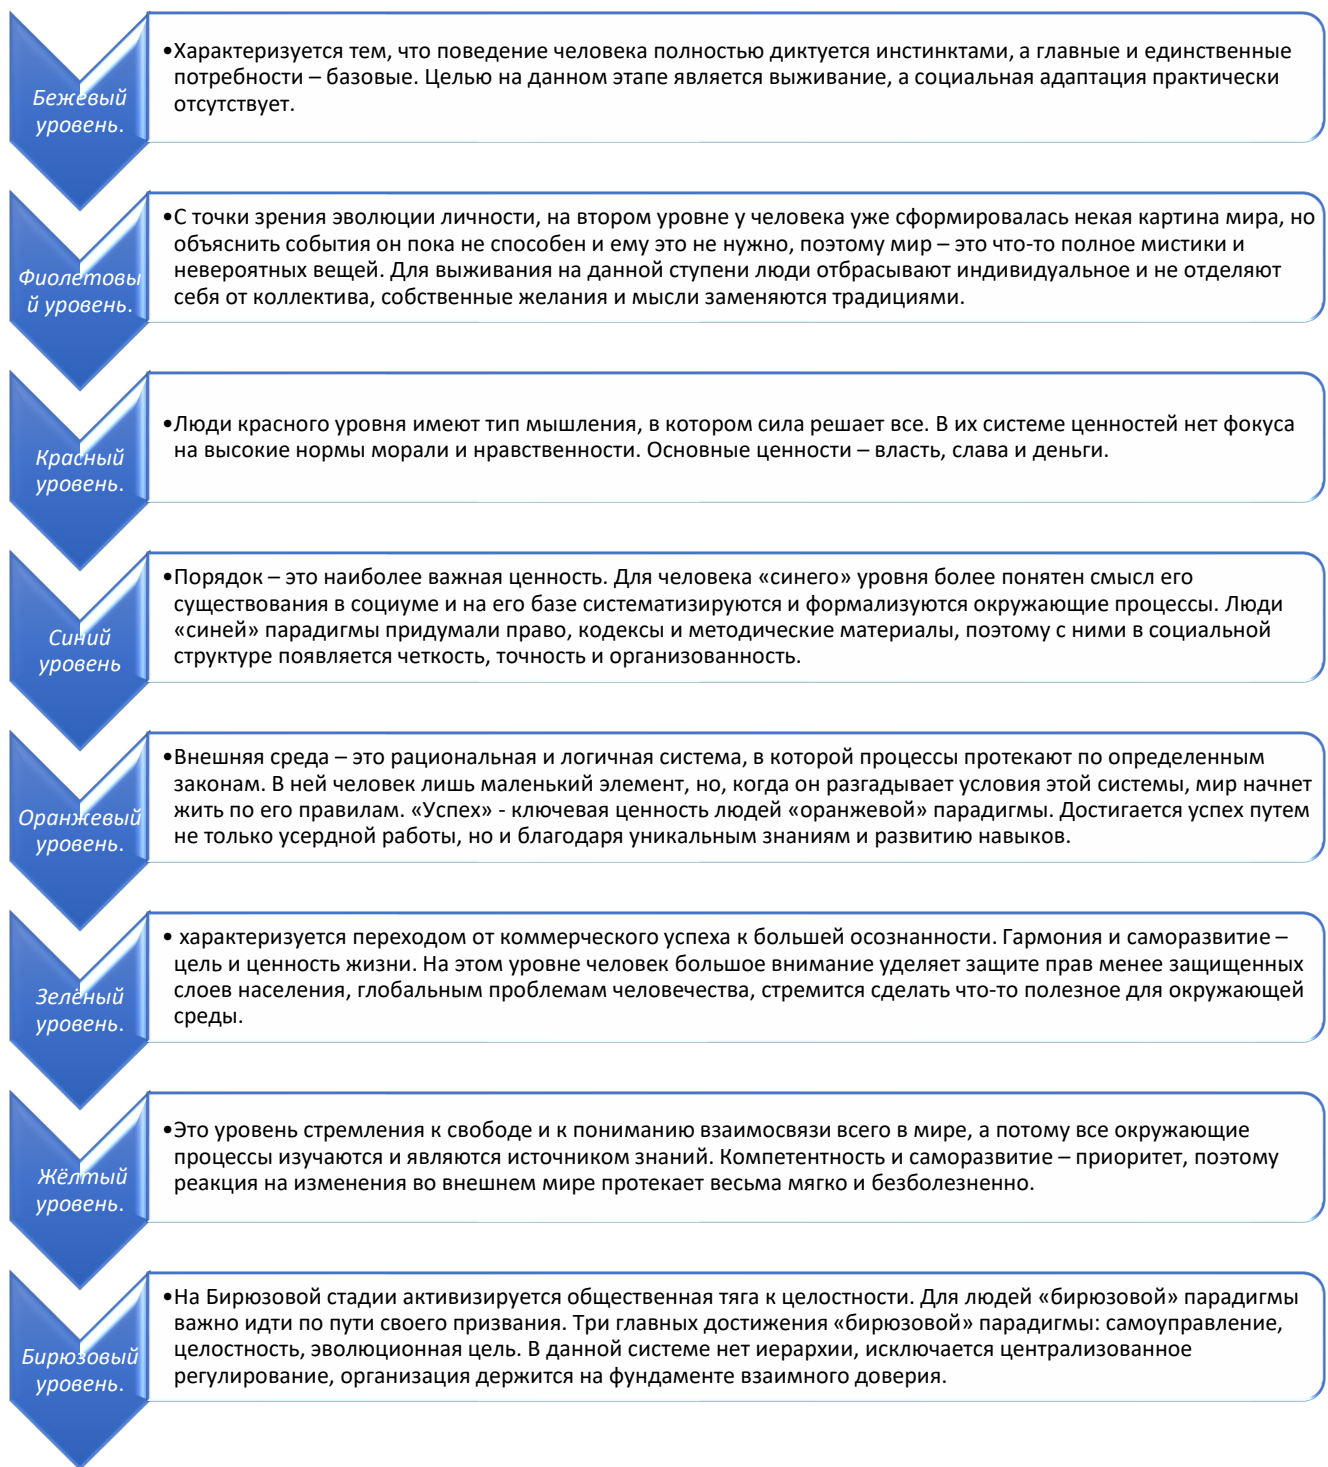 Бежевый
уровень.
•Характеризуется тем, что поведение человека полностью диктуется инстинктами, а главные и единственные
потребности – базовые. Целью на данном этапе является выживание, а социальная адаптация практически
отсутствует.
Фиолетовы
й уровень.
•С точки зрения эволюции личности, на втором уровне у человека уже сформировалась некая картина мира, но
объяснить события он пока не способен и ему это не нужно, поэтому мир – это что-то полное мистики и
невероятных вещей. Для выживания на данной ступени люди отбрасывают индивидуальное и не отделяют
себя от коллектива, собственные желания и мысли заменяются традициями.
Красный
уровень.
•Люди красного уровня имеют тип мышления, в котором сила решает все. В их системе ценностей нет фокуса
на высокие нормы морали и нравственности. Основные ценности – власть, слава и деньги.
Синий
уровень
•Порядок – это наиболее важная ценность. Для человека «синего» уровня более понятен смысл его
существования в социуме и на его базе систематизируются и формализуются окружающие процессы. Люди
«синей» парадигмы придумали право, кодексы и методические материалы, поэтому с ними в социальной
структуре появляется четкость, точность и организованность.
Оранжевый
уровень.
•Внешняя среда – это рациональная и логичная система, в которой процессы протекают по определенным
законам. В ней человек лишь маленький элемент, но, когда он разгадывает условия этой системы, мир начнет
жить по его правилам. «Успех» - ключевая ценность людей «оранжевой» парадигмы. Достигается успех путем
не только усердной работы, но и благодаря уникальным знаниям и развитию навыков.
Зелёный
уровень.
• характеризуется переходом от коммерческого успеха к большей осознанности. Гармония и саморазвитие –
цель и ценность жизни. На этом уровне человек большое внимание уделяет защите прав менее защищенных
слоев населения, глобальным проблемам человечества, стремится сделать что-то полезное для окружающей
среды.
Жёлтый
уровень.
•Это уровень стремления к свободе и к пониманию взаимосвязи всего в мире, а потому все окружающие
процессы изучаются и являются источником знаний. Компетентность и саморазвитие – приоритет, поэтому
реакция на изменения во внешнем мире протекает весьма мягко и безболезненно.
Бирюзовый
уровень.
•На Бирюзовой стадии активизируется общественная тяга к целостности. Для людей «бирюзовой» парадигмы
важно идти по пути своего призвания. Три главных достижения «бирюзовой» парадигмы: самоуправление,
целостность, эволюционная цель. В данной системе нет иерархии, исключается централизованное
регулирование, организация держится на фундаменте взаимного доверия.